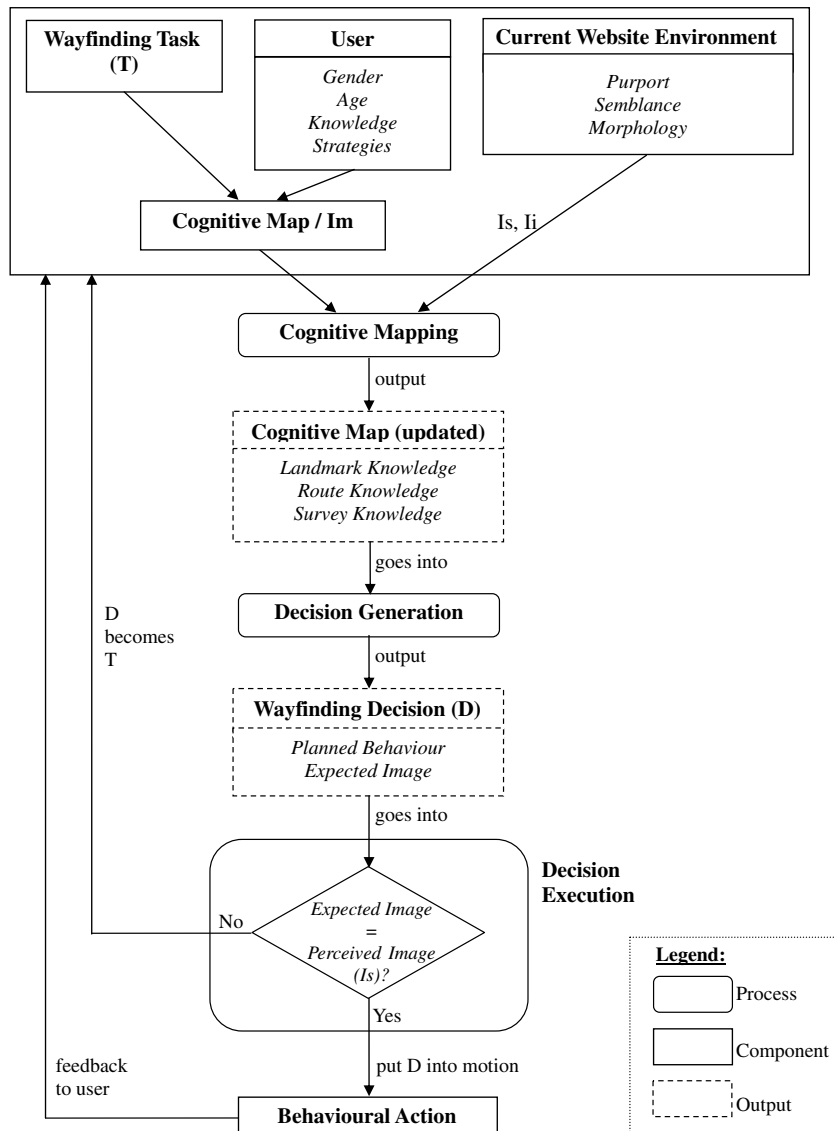 Wayfinding Task
(T)
User
Gender
Age
Knowledge
Strategies
Current Website Environment
Purport
Semblance
Morphology
Cognitive Map / Im
Is, Ii
Cognitive Mapping
output
Cognitive Map (updated)
Landmark Knowledge
Route Knowledge
Survey Knowledge
goes into
Decision Generation
output
D
becomes
T
Wayfinding Decision (D)
Planned Behaviour
Expected Image
goes into
Decision
Execution
No
Expected Image
=
Perceived Image
(Is)?
Yes
put D into motion
feedback
to user
Behavioural Action
Legend:
Process
Component
Output